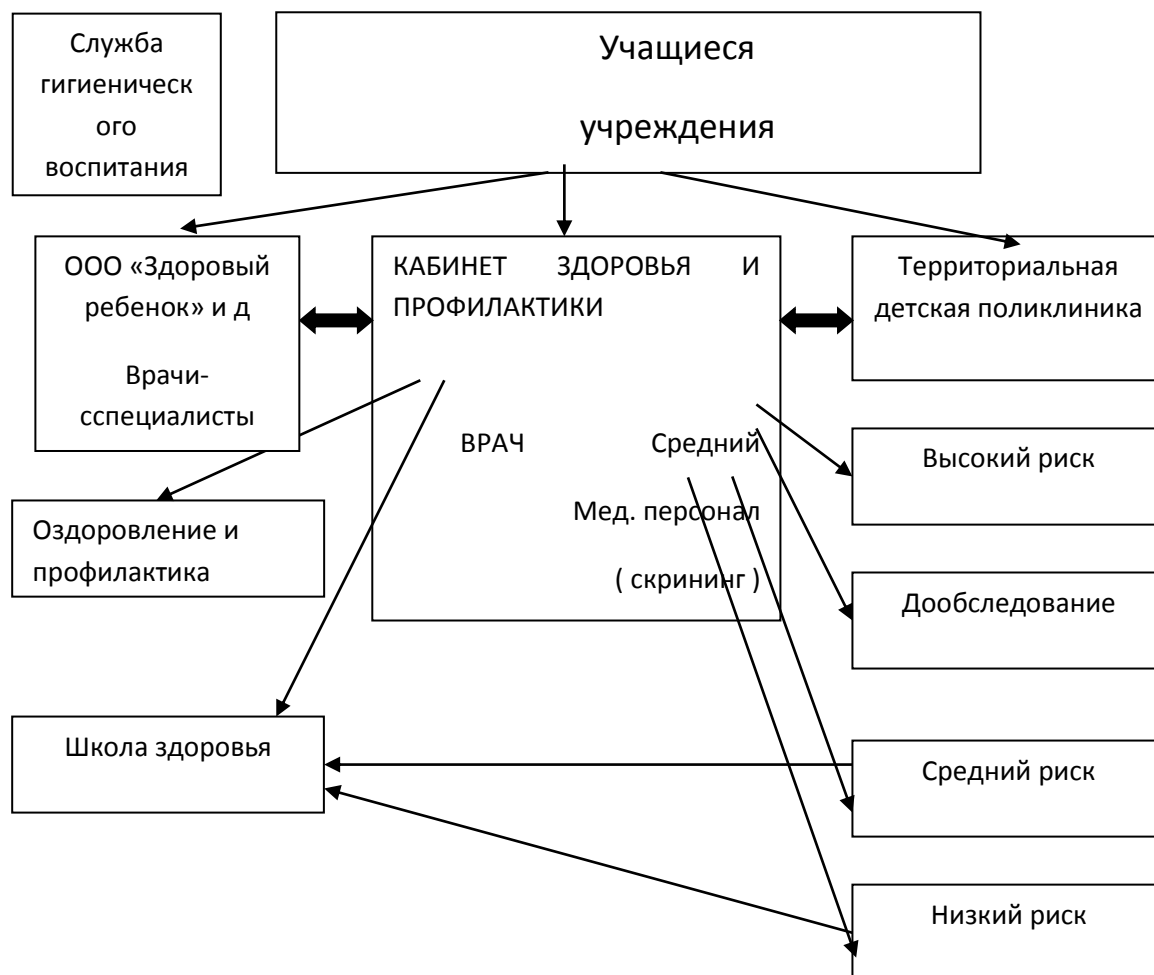 Служба
гигиеническ
ого
воспитания
Учащиеся
учреждения
ООО «Здоровый
ребенок» и д
Врачи-
сспециалисты
КАБИНЕТ ЗДОРОВЬЯ И
ПРОФИЛАКТИКИ
ВРАЧ Средний
Мед. персонал
( скрининг )
Территориальная
детская поликлиника
Высокий риск
Оздоровление и
профилактика
Дообследование
Школа здоровья
Средний риск
Низкий риск